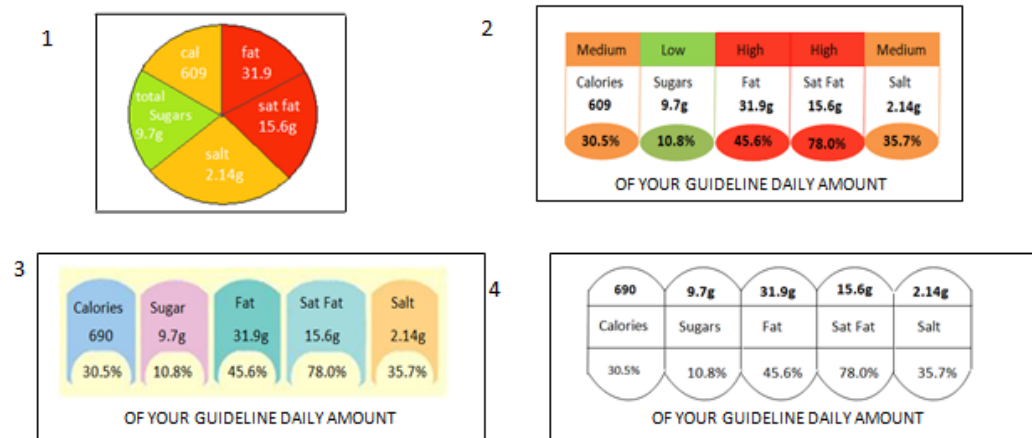 1
cal
609
fat
31.9
total
Sugars
9.7g
sat fat
15.6g
salt
2.14g
2
Medium Low High High Medium
Calories Sugars Fat Sat Fat Salt
609 9.7g 31.9g 15.6g 2.14g
30.5% 10.8% 45.6% 78.0% 35.7%
OF YOUR GUIDELINE DAILY AMOUNT
3
Calories Sugar Fat Sat Fat Salt
690 9.7g 31.9g 15.6g 2.14g
30.5% 10.8% 45.6% 78.0% 35.7%
OF YOUR GUIDELINE DAILY AMOUNT
4
690 9.7g 31.9g 15.6g 2.14g
Calories Sugars Fat Sat Fat Salt
30.5% 10.8% 45.6% 78.0% 35.7%
OF YOUR GUIDELINE DAILY AMOUNT